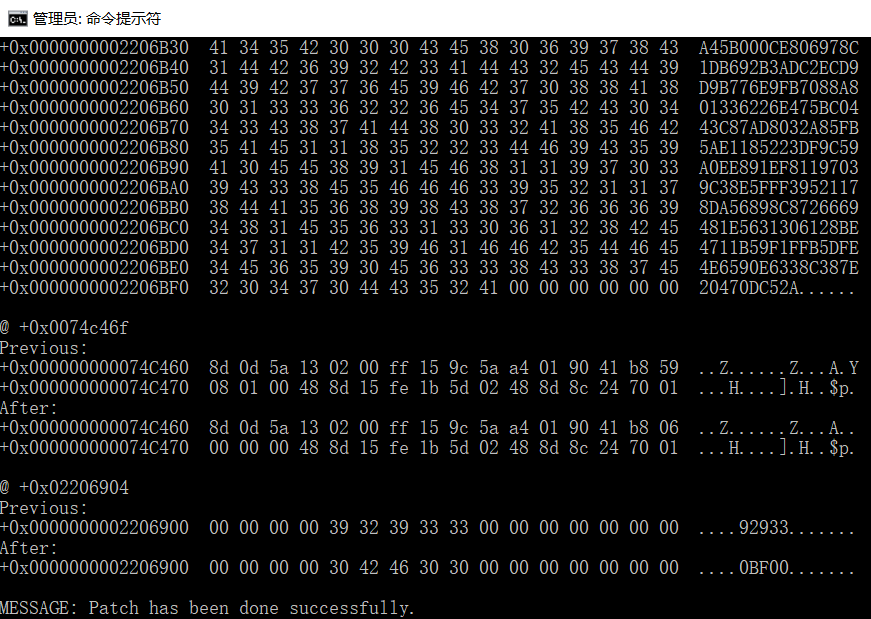 管理员: 命令提示符
+0x0000000002206B30  41 34 35 42 30 30 30 43 45 38 30 36 39 37 38 43  A45B000CE806978C
+0x0000000002206B40  31 44 42 36 39 32 42 33 41 44 43 32 45 43 44 39  1DB692B3ADC2ECD9
+0x0000000002206B50  44 39 42 37 37 36 45 39 46 42 37 30 38 38 41 38  D9B776E9FB7088A8
+0x0000000002206B60  30 31 33 33 36 32 32 36 45 34 37 35 42 43 30 34  01336226E475BC04
+0x0000000002206B70  34 33 43 38 37 41 44 38 30 33 32 41 38 35 46 42  43C87AD8032A85FB
+0x0000000002206B80  35 41 45 31 31 38 35 32 32 33 44 46 39 43 35 39  5AE1185223DF9C59
+0x0000000002206B90  41 30 45 45 38 39 31 45 46 38 31 31 39 37 30 33  A0EE891EF8119703
+0x0000000002206BA0  39 43 33 38 45 35 46 46 46 33 39 35 32 31 31 37  9C38E5FFF3952117
+0x0000000002206BB0  38 44 41 35 36 38 39 38 43 38 37 32 36 36 36 39  8DA56898C8726669
+0x0000000002206BC0  34 38 31 45 35 36 33 31 33 30 36 31 32 38 42 45  481E5631306128BE
+0x0000000002206BD0  34 37 31 31 42 35 39 46 31 46 46 42 35 44 46 45  4711B59F1FFB5DFE
+0x0000000002206BE0  34 45 36 35 39 30 45 36 33 33 38 43 33 38 37 45  4E6590E6338C387E
+0x0000000002206BF0  32 30 34 37 30 44 43 35 32 41 00 00 00 00 00 00  20470DC52A......
@ +0x0074c46f
Previous:
+0x000000000074C460  8d 0d 5a 13 02 00 ff 15 9c 5a a4 01 90 41 b8 59  ..Z......Z...A.Y
+0x000000000074C470  08 01 00 48 8d 15 fe 1b 5d 02 48 8d 8c 24 70 01  ...H....].H..$p.
After:
+0x000000000074C460  8d 0d 5a 13 02 00 ff 15 9c 5a a4 01 90 41 b8 06  ..Z......Z...A..
+0x000000000074C470  00 00 00 48 8d 15 fe 1b 5d 02 48 8d 8c 24 70 01  ...H....].H..$p.
@ +0x02206904
Previous:
+0x0000000002206900  00 00 00 00 39 32 39 33 33 00 00 00 00 00 00 00  ....92933.......
After:
+0x0000000002206900  00 00 00 00 30 42 46 30 30 00 00 00 00 00 00 00  ....0BF00.......
MESSAGE: Patch has been done successfully.